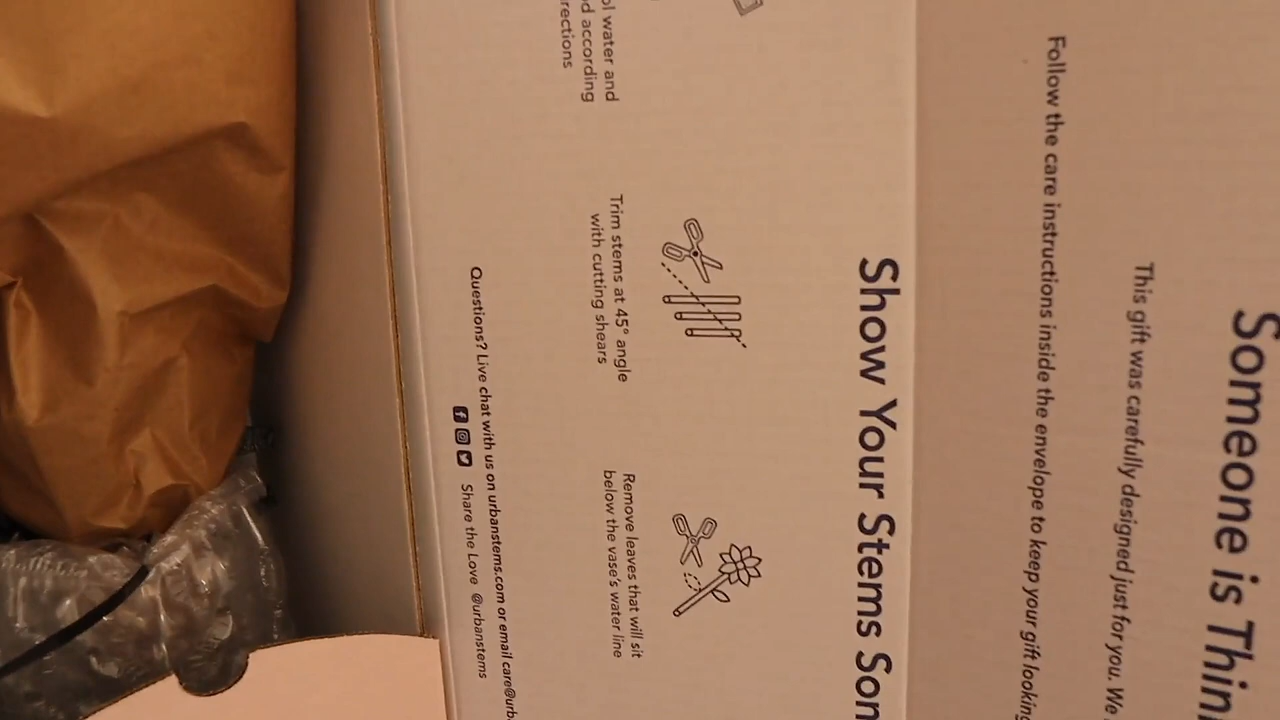 Someone is Thin
This gift was carefully designed just for you. We
Follow the care instructions inside the envelope to keep your gift looking
Show Your Stems Som
ol water and
d according
rections
Trim stems at 45° angle
with cutting shears
Remove leaves that will sit
below the vase's water line
Questions? Live chat with us on urbanstems.com or email care@urb
Share the Love @urbanstems